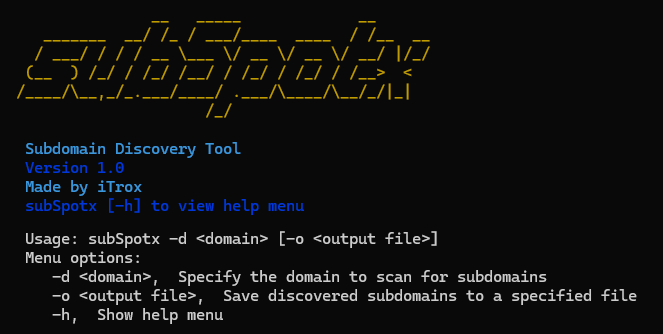 subSpotx
Subdomain Discovery Tool
Version 1.0
Made by iTrox
subSpotx [-h] to view help menu
Usage: subSpotx -d <domain> [-o <output file>]
Menu options:
-d <domain>,  Specify the domain to scan for subdomains
-o <output file>,  Save discovered subdomains to a specified file
-h,  Show help menu